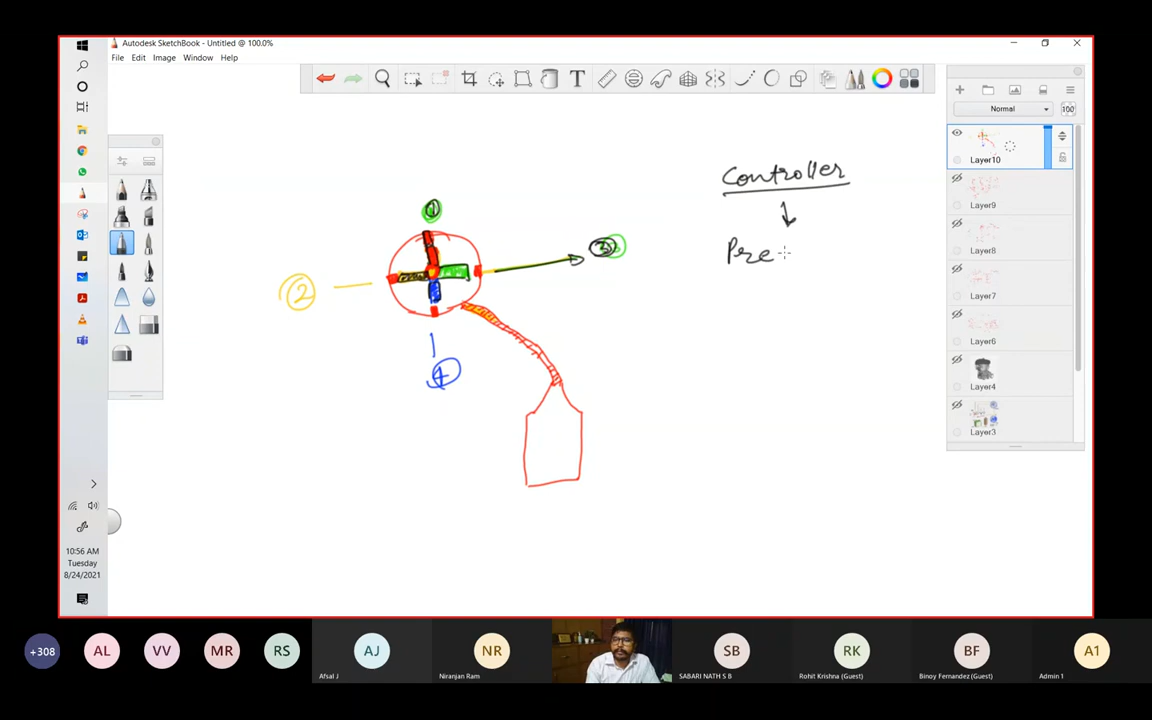 Autodesk SketchBook - Untitled @ 100.0%
File Edit Image Window Help
T
Normal
100
Layer10
Layer9
Layer8
Layer7
Layer6
Layer4
Layer3
Controller
Pre
1
2
3
4
10:56 AM
Tuesday
8/24/2021
+308 AL VV MR RS AJ NR SB RK BF A1
Afsal J Niranjan Ram SABARI NATH S B Rohit Krishna (Guest) Binoy Fernandez (Guest) Admin 1